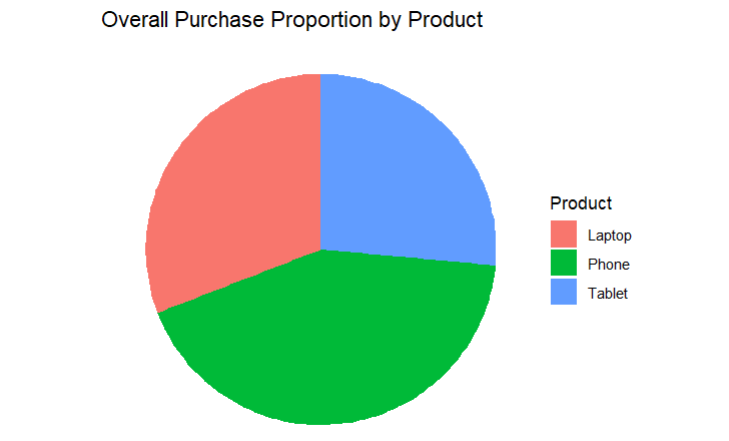 Overall Purchase Proportion by Product
Product
Laptop
Phone
Tablet